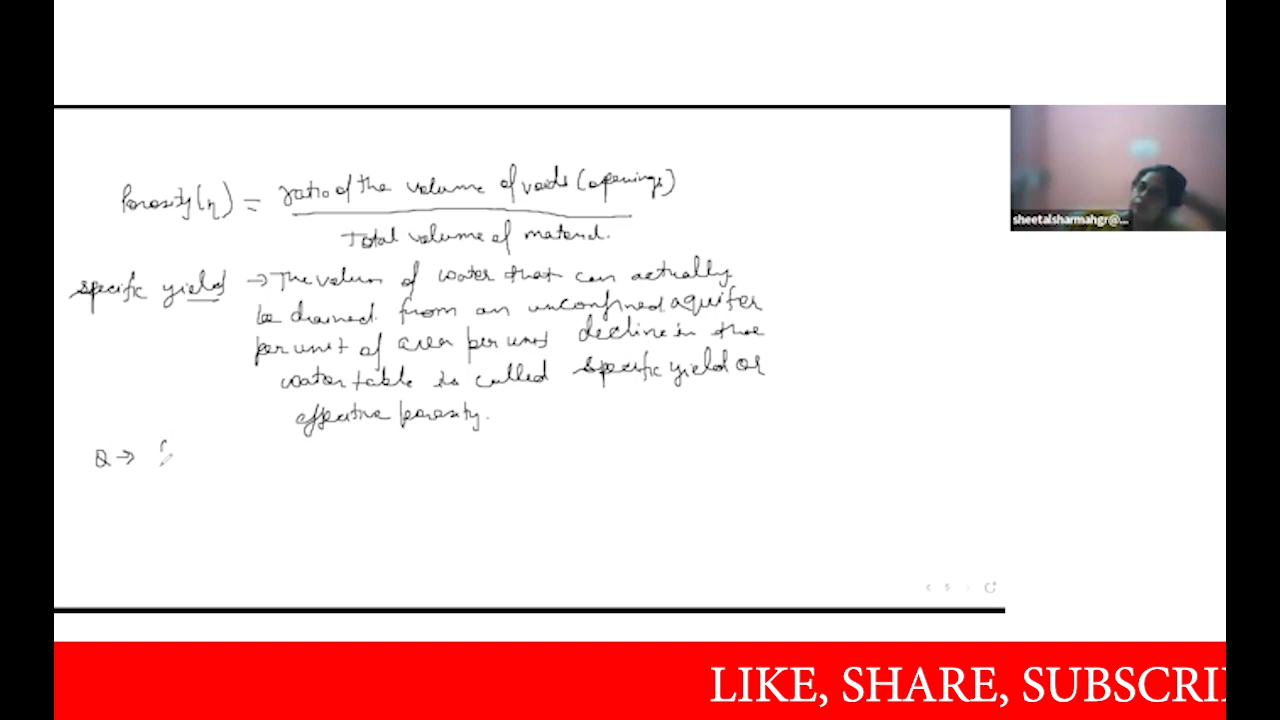 Porosity (η) = ratio of the volume of voids (openings)
Total volume of material.
specific yield → The volum of water that can actually
be drained from an unconfined aquifer
per unit of area per unit decline in the
water table is called specific yield or
effective porosity.
Q →
sheetalsharmahgr@...
5
LIKE, SHARE, SUBSCRI